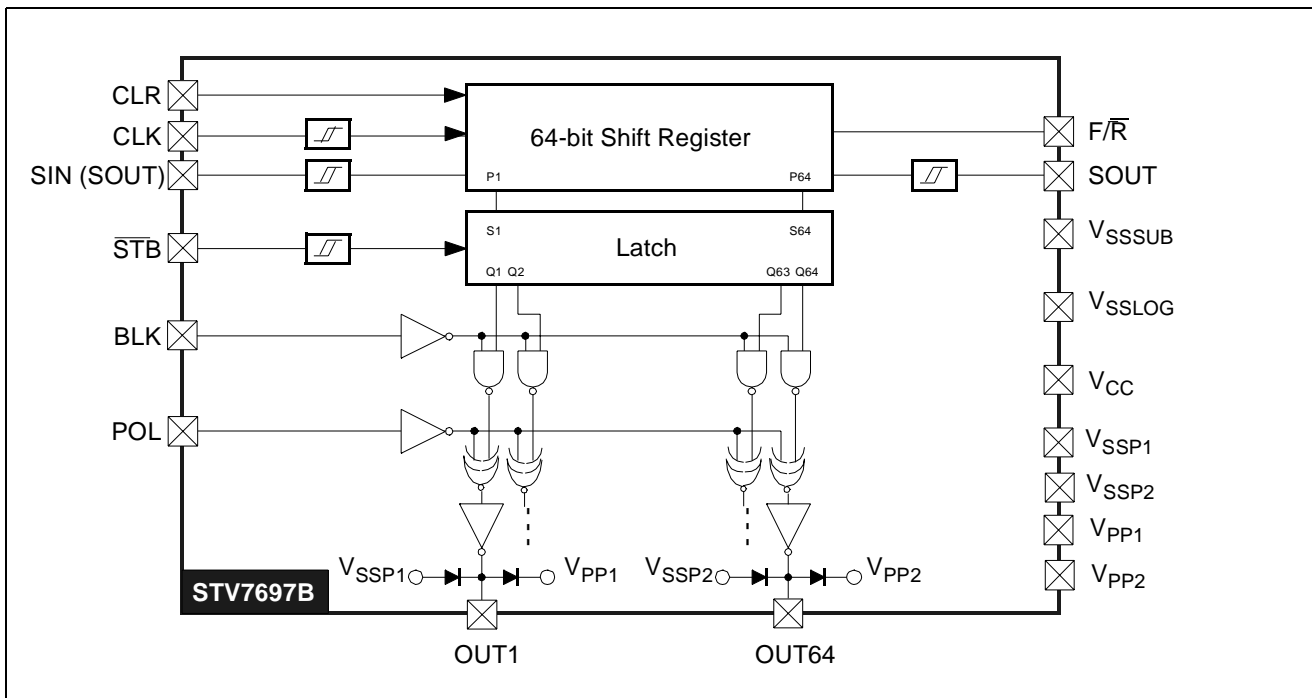 CLR
CLK
SIN (SOUT)
S̅T̅B̅
BLK
POL
64-bit Shift Register
P1
P64
S1
S64
Latch
Q1 Q2
Q63 Q64
F/R̅
SOUT
VSSSUB
VSSLOG
VCC
VSSP1
VSSP2
VPP1
VPP2
VSSP1
VPP1
VSSP2
VPP2
STV7697B
OUT1
OUT64